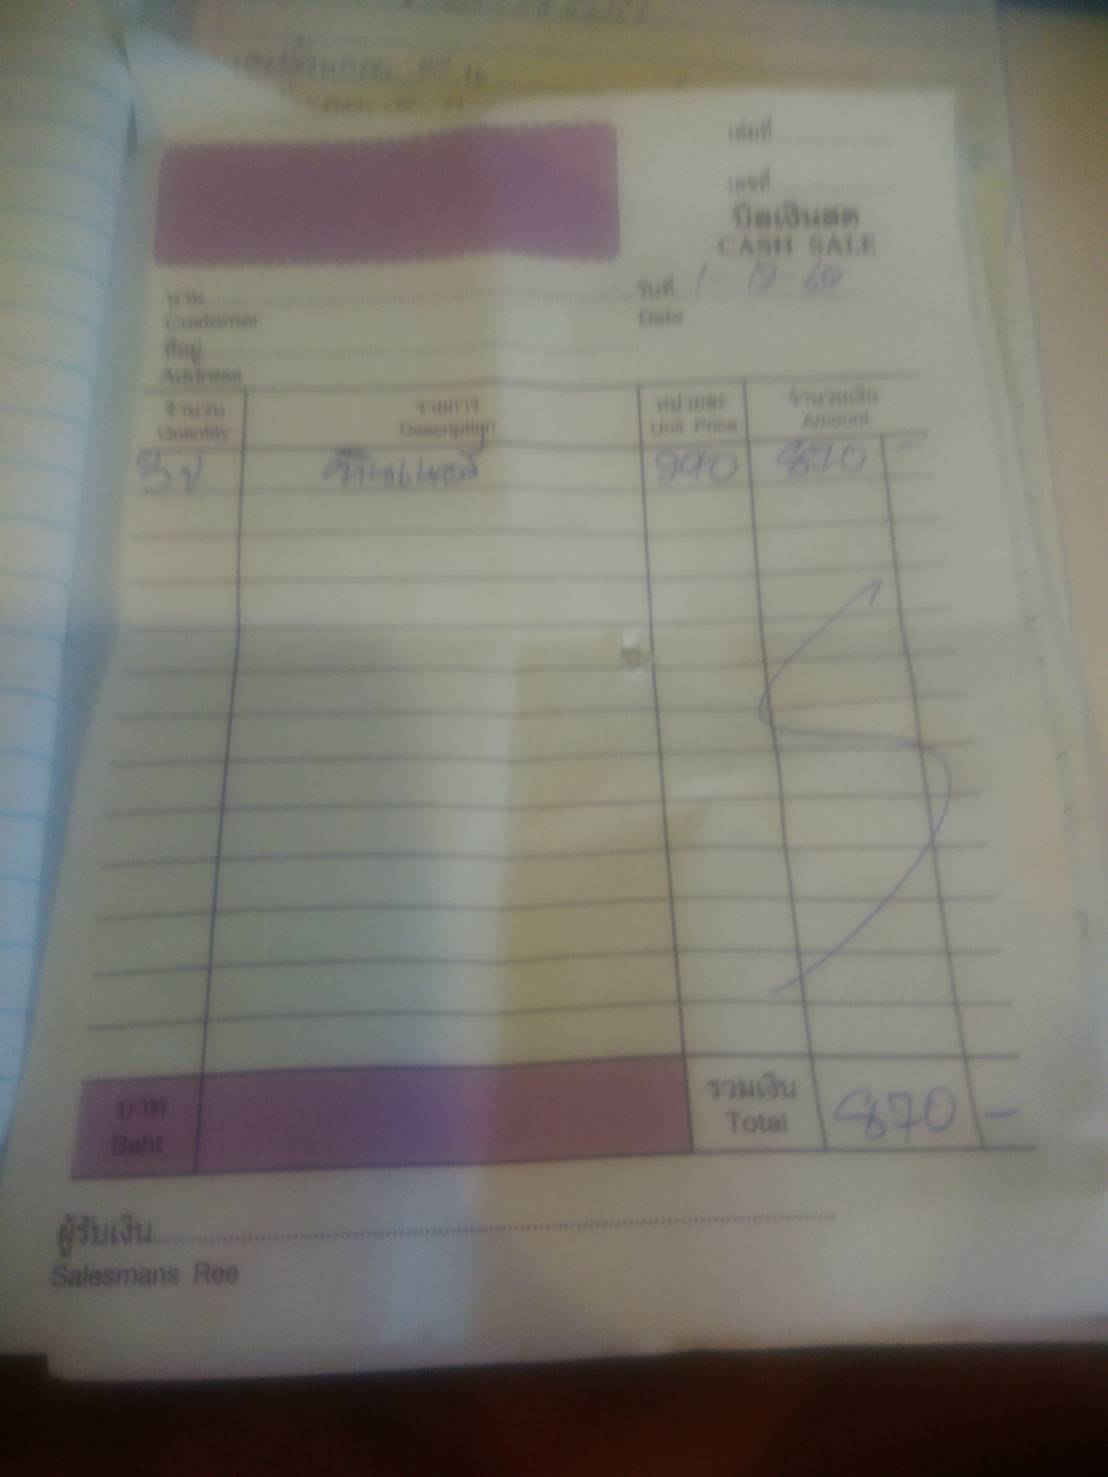 เล่มที่
เลขที่
บิลเงินสด
CASH SALE
นาม
วันที่ 1-12-60
Customer
Date
ที่อยู่
Address
จำนวน รายการ หน่วยละ จำนวนเงิน
Quantity Description Unit Price Amount
3 ป 290 870 -
บาท รวมเงิน 870 -
Baht Total
ผู้รับเงิน
Salesmans Ree